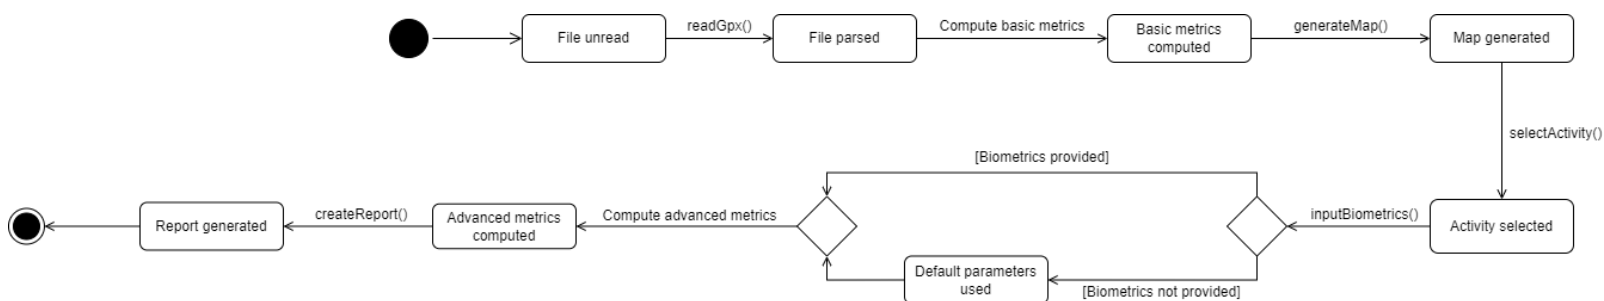 File unread
readGpx()
File parsed
Compute basic metrics
Basic metrics
computed
generateMap()
Map generated
selectActivity()
Activity selected
inputBiometrics()
[Biometrics provided]
[Biometrics not provided]
Default parameters
used
Compute advanced metrics
Advanced metrics
computed
createReport()
Report generated